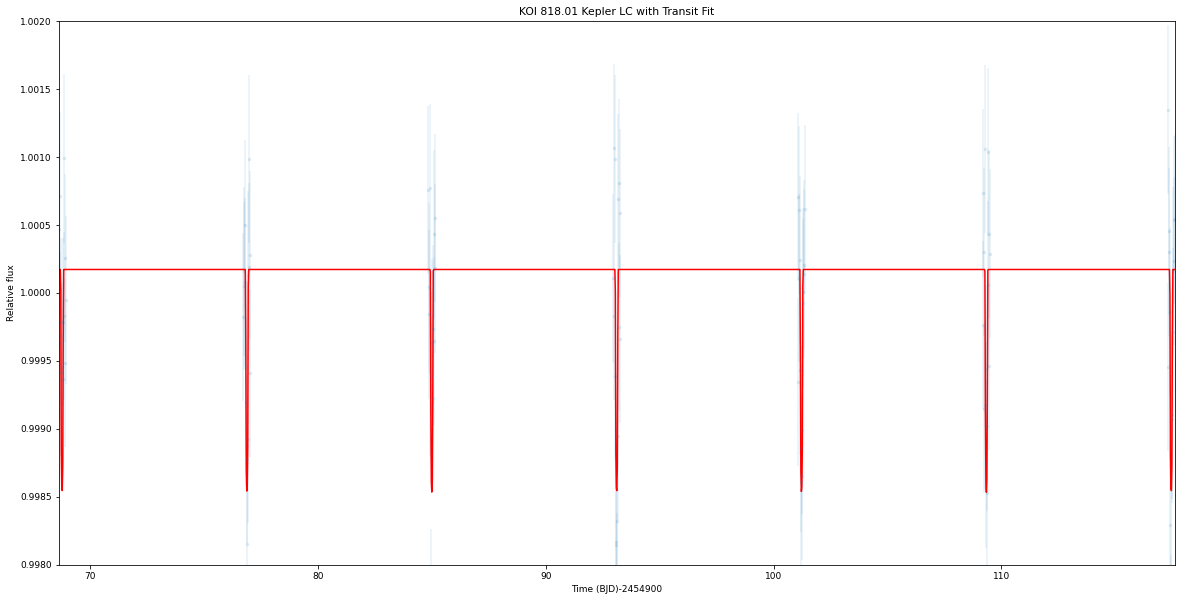 KOI 818.01 Kepler LC with Transit Fit
1.0020
1.0015
1.0010
1.0005
1.0000
0.9995
0.9990
0.9985
0.9980
Relative flux
70 80 90 100 110
Time (BJD)-2454900